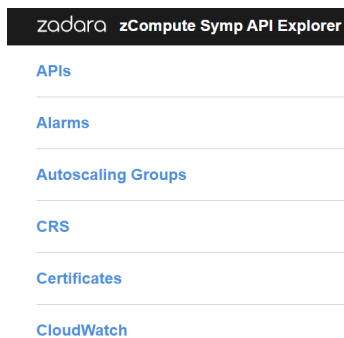 zadara zCompute Symp API Explorer
APIs
Alarms
Autoscaling Groups
CRS
Certificates
CloudWatch